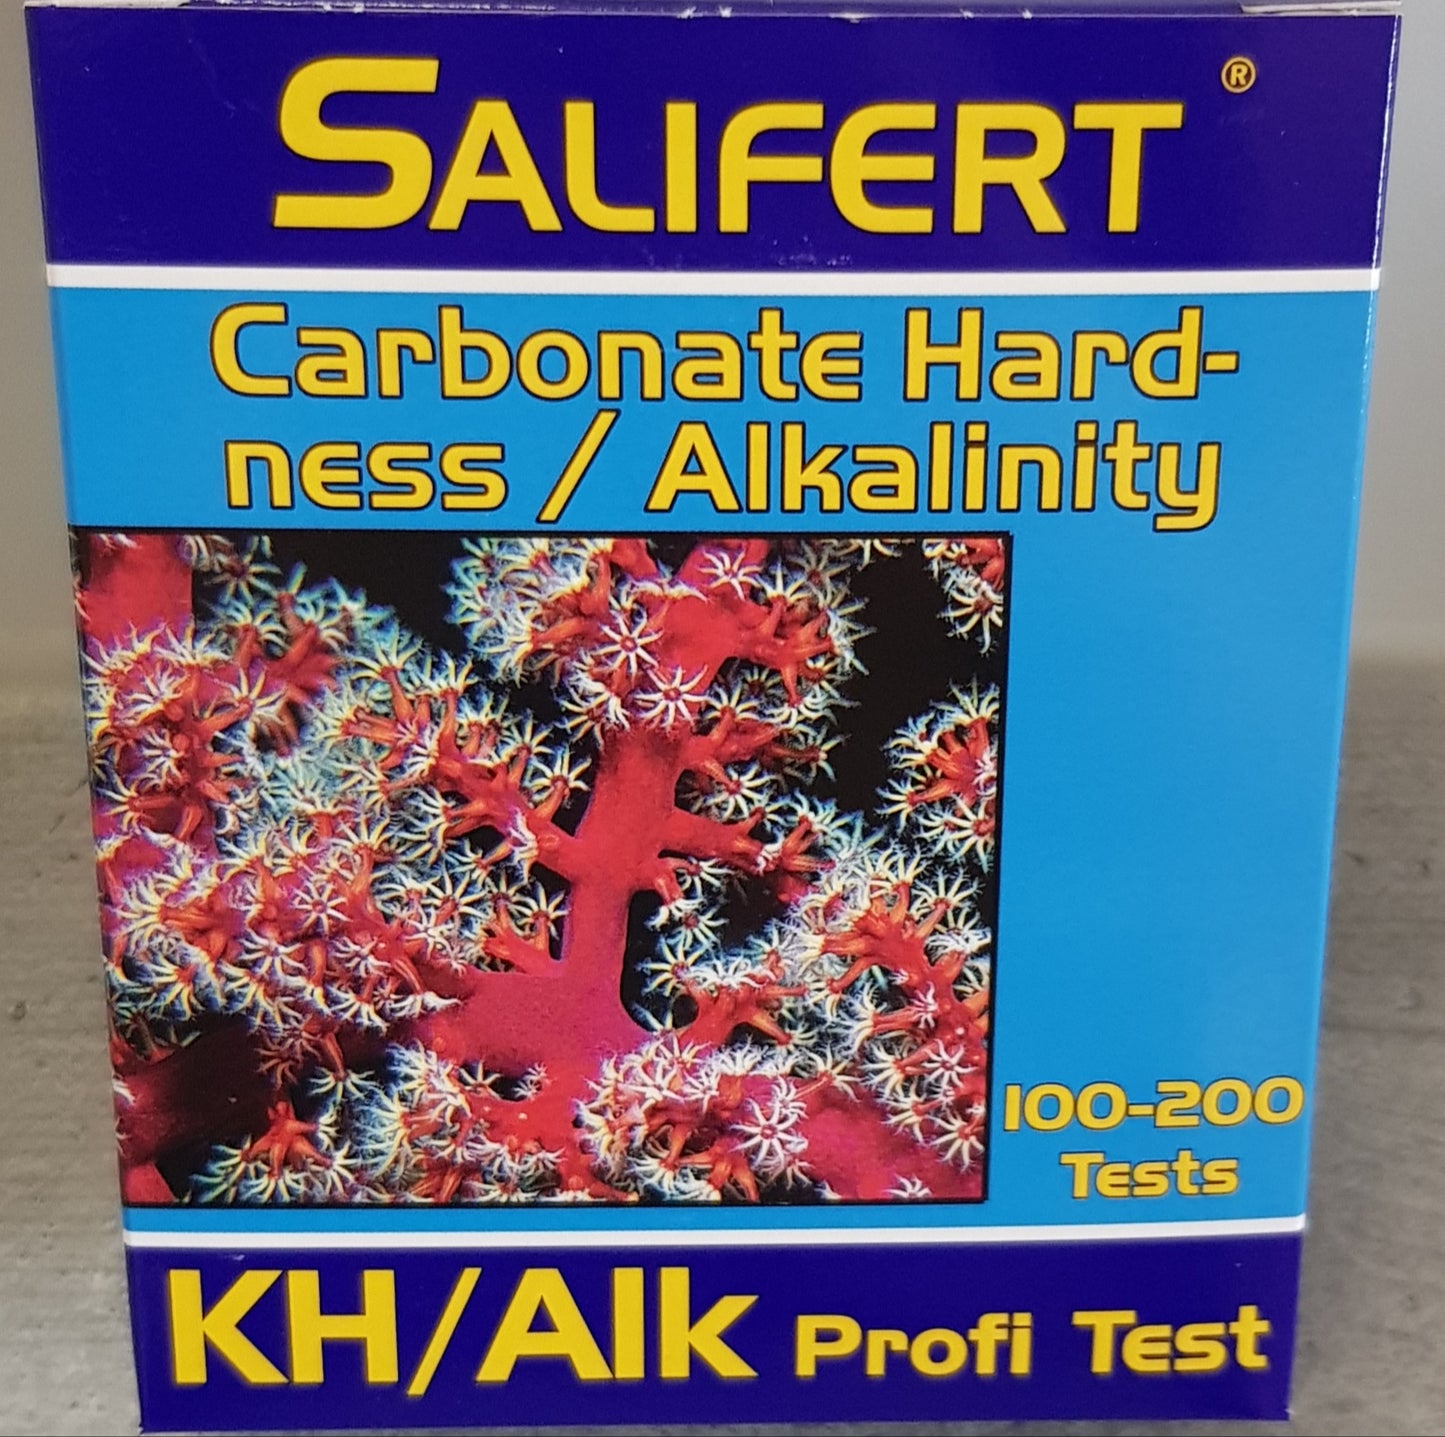 SALIFERT®
Carbonate Hard-
ness / Alkalinity
100-200
Tests
KH/Alk Profi Test